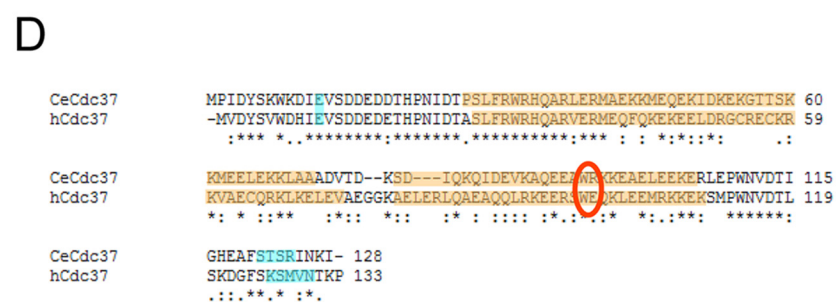 D
CeCdc37 MPIDYSKWKDIEVSDDEDDTHPNIDTPSLFRWRHQARLERMAEKKMEQEKIDKEKGTTSK 60
hCdc37 -MVDYSVWDHIEVSDDEDETHPNIDTASLFRWRHQARVERMEQFQKEKEELDRGCRECKR 59
:*** *..********:*******.**********:*** : *:*:*::*: .:
CeCdc37 KMEELEKKLAAADVTD--KSD---IQKQIDEVKAQEEAWRKKEAELEEKERLEPWNVDTI 115
hCdc37 KVAECQRKLKELEVAEGGKAELERLQAEAQQLRKEERSWEQKLEEMRKKEKSMPWNVDTL 119
*: * ::** :*:: *:: :* : :::: :*.:*.:* *:.:**: ******:
CeCdc37 GHEAFSTSRINKI- 128
hCdc37 SKDGFSKSMVNTKP 133
.::.**.* :*.